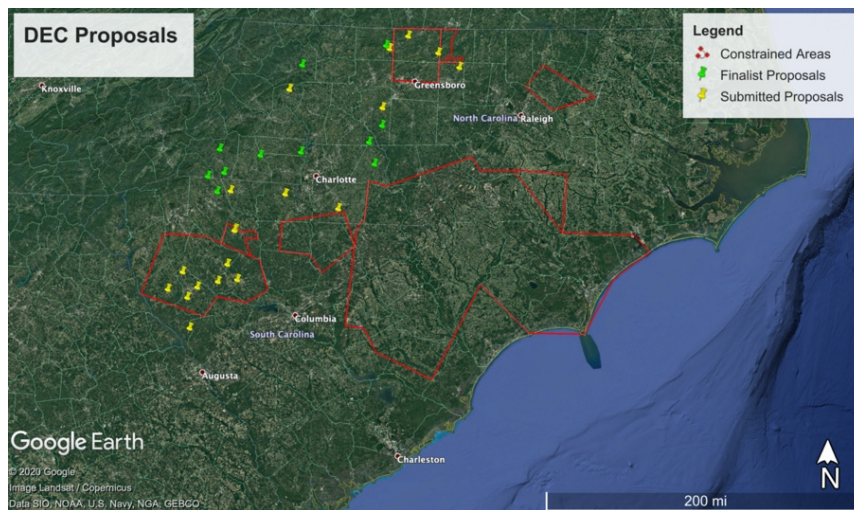 DEC Proposals
Legend
Constrained Areas
Finalist Proposals
Submitted Proposals
Knoxville
Greensboro
North Carolina
Raleigh
Charlotte
Columbia
South Carolina
Augusta
Charleston
Google Earth
© 2020 Google
Image Landsat / Copernicus
Data SIO, NOAA, U.S. Navy, NGA, GEBCO
N
200 mi